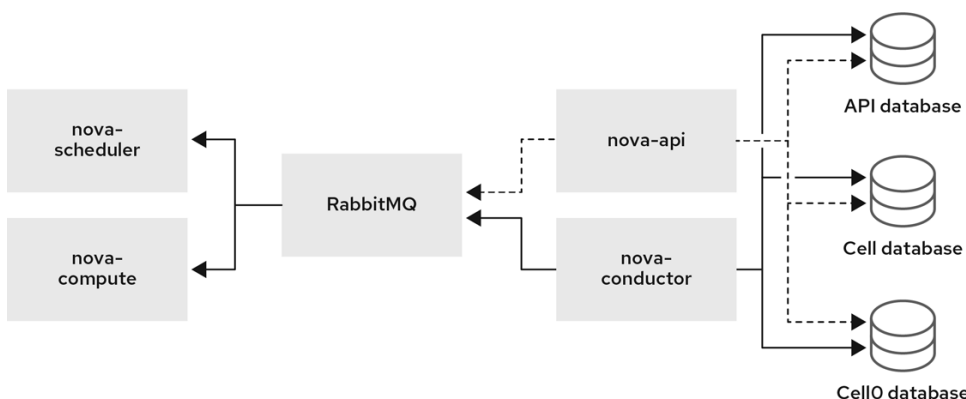 nova-
scheduler
nova-
compute
RabbitMQ
nova-api
nova-
conductor
API database
Cell database
Cell0 database